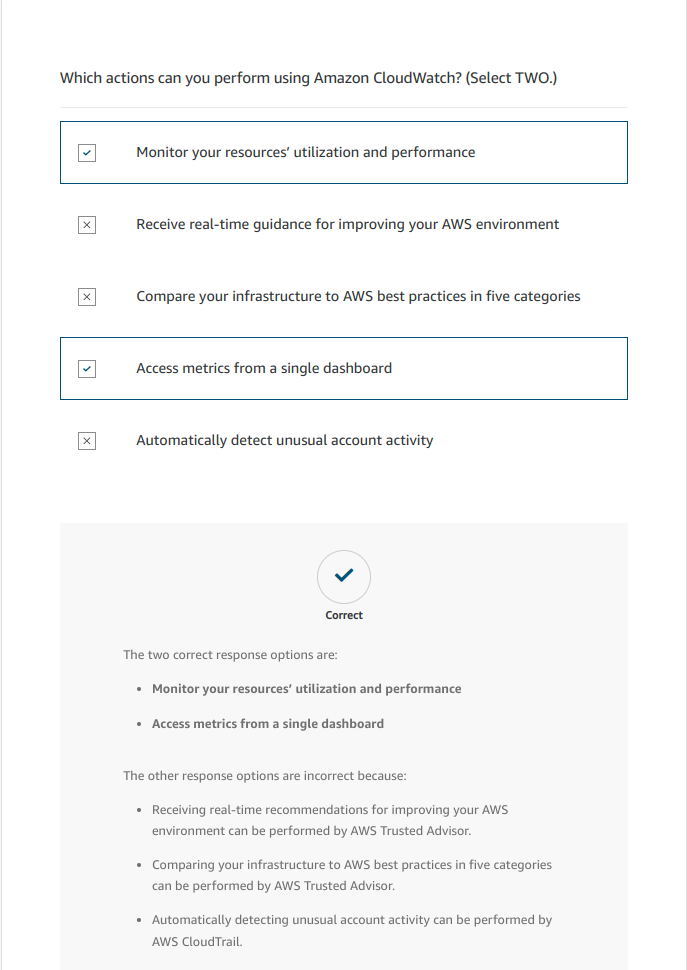 Which actions can you perform using Amazon CloudWatch? (Select TWO.)
Monitor your resources’ utilization and performance
Receive real-time guidance for improving your AWS environment
Compare your infrastructure to AWS best practices in five categories
Access metrics from a single dashboard
Automatically detect unusual account activity
Correct
The two correct response options are:
• Monitor your resources’ utilization and performance
• Access metrics from a single dashboard
The other response options are incorrect because:
• Receiving real-time recommendations for improving your AWS
environment can be performed by AWS Trusted Advisor.
• Comparing your infrastructure to AWS best practices in five categories
can be performed by AWS Trusted Advisor.
• Automatically detecting unusual account activity can be performed by
AWS CloudTrail.